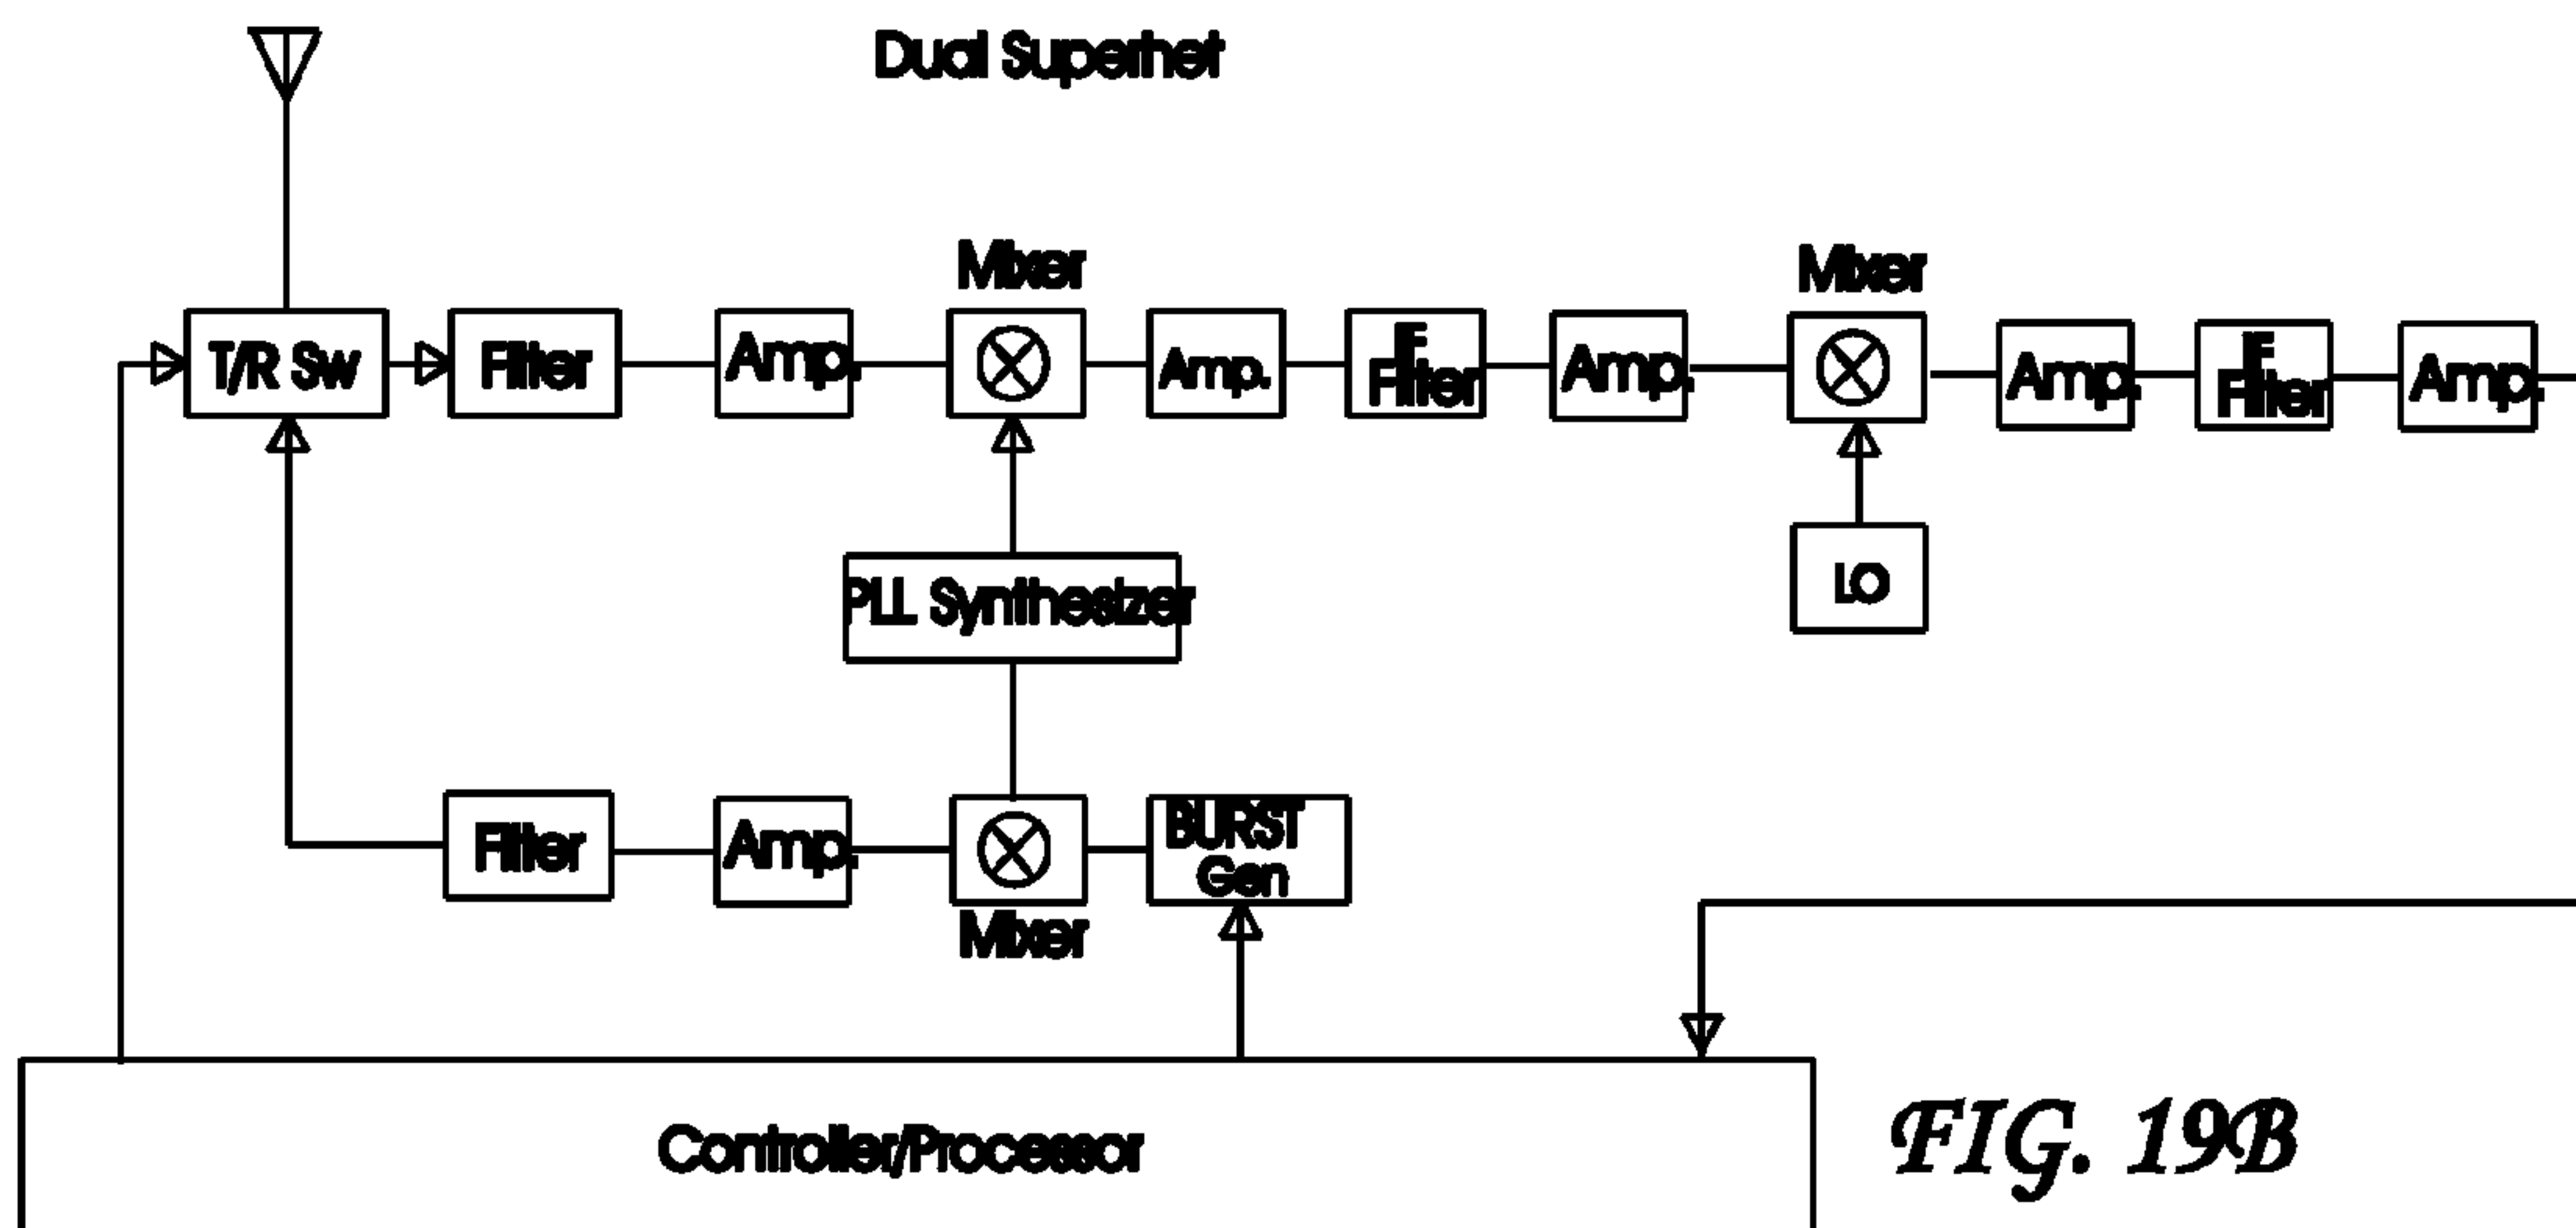 Dual Superhet
Mixer
Mixer
T/R Sw
Filter
Amp.
Amp.
IF
Filter
Amp.
Amp.
IF
Filter
Amp.
PLL Synthesizer
LO
Filter
Amp.
BURST
Gen
Mixer
Controller/Processor
FIG. 19B